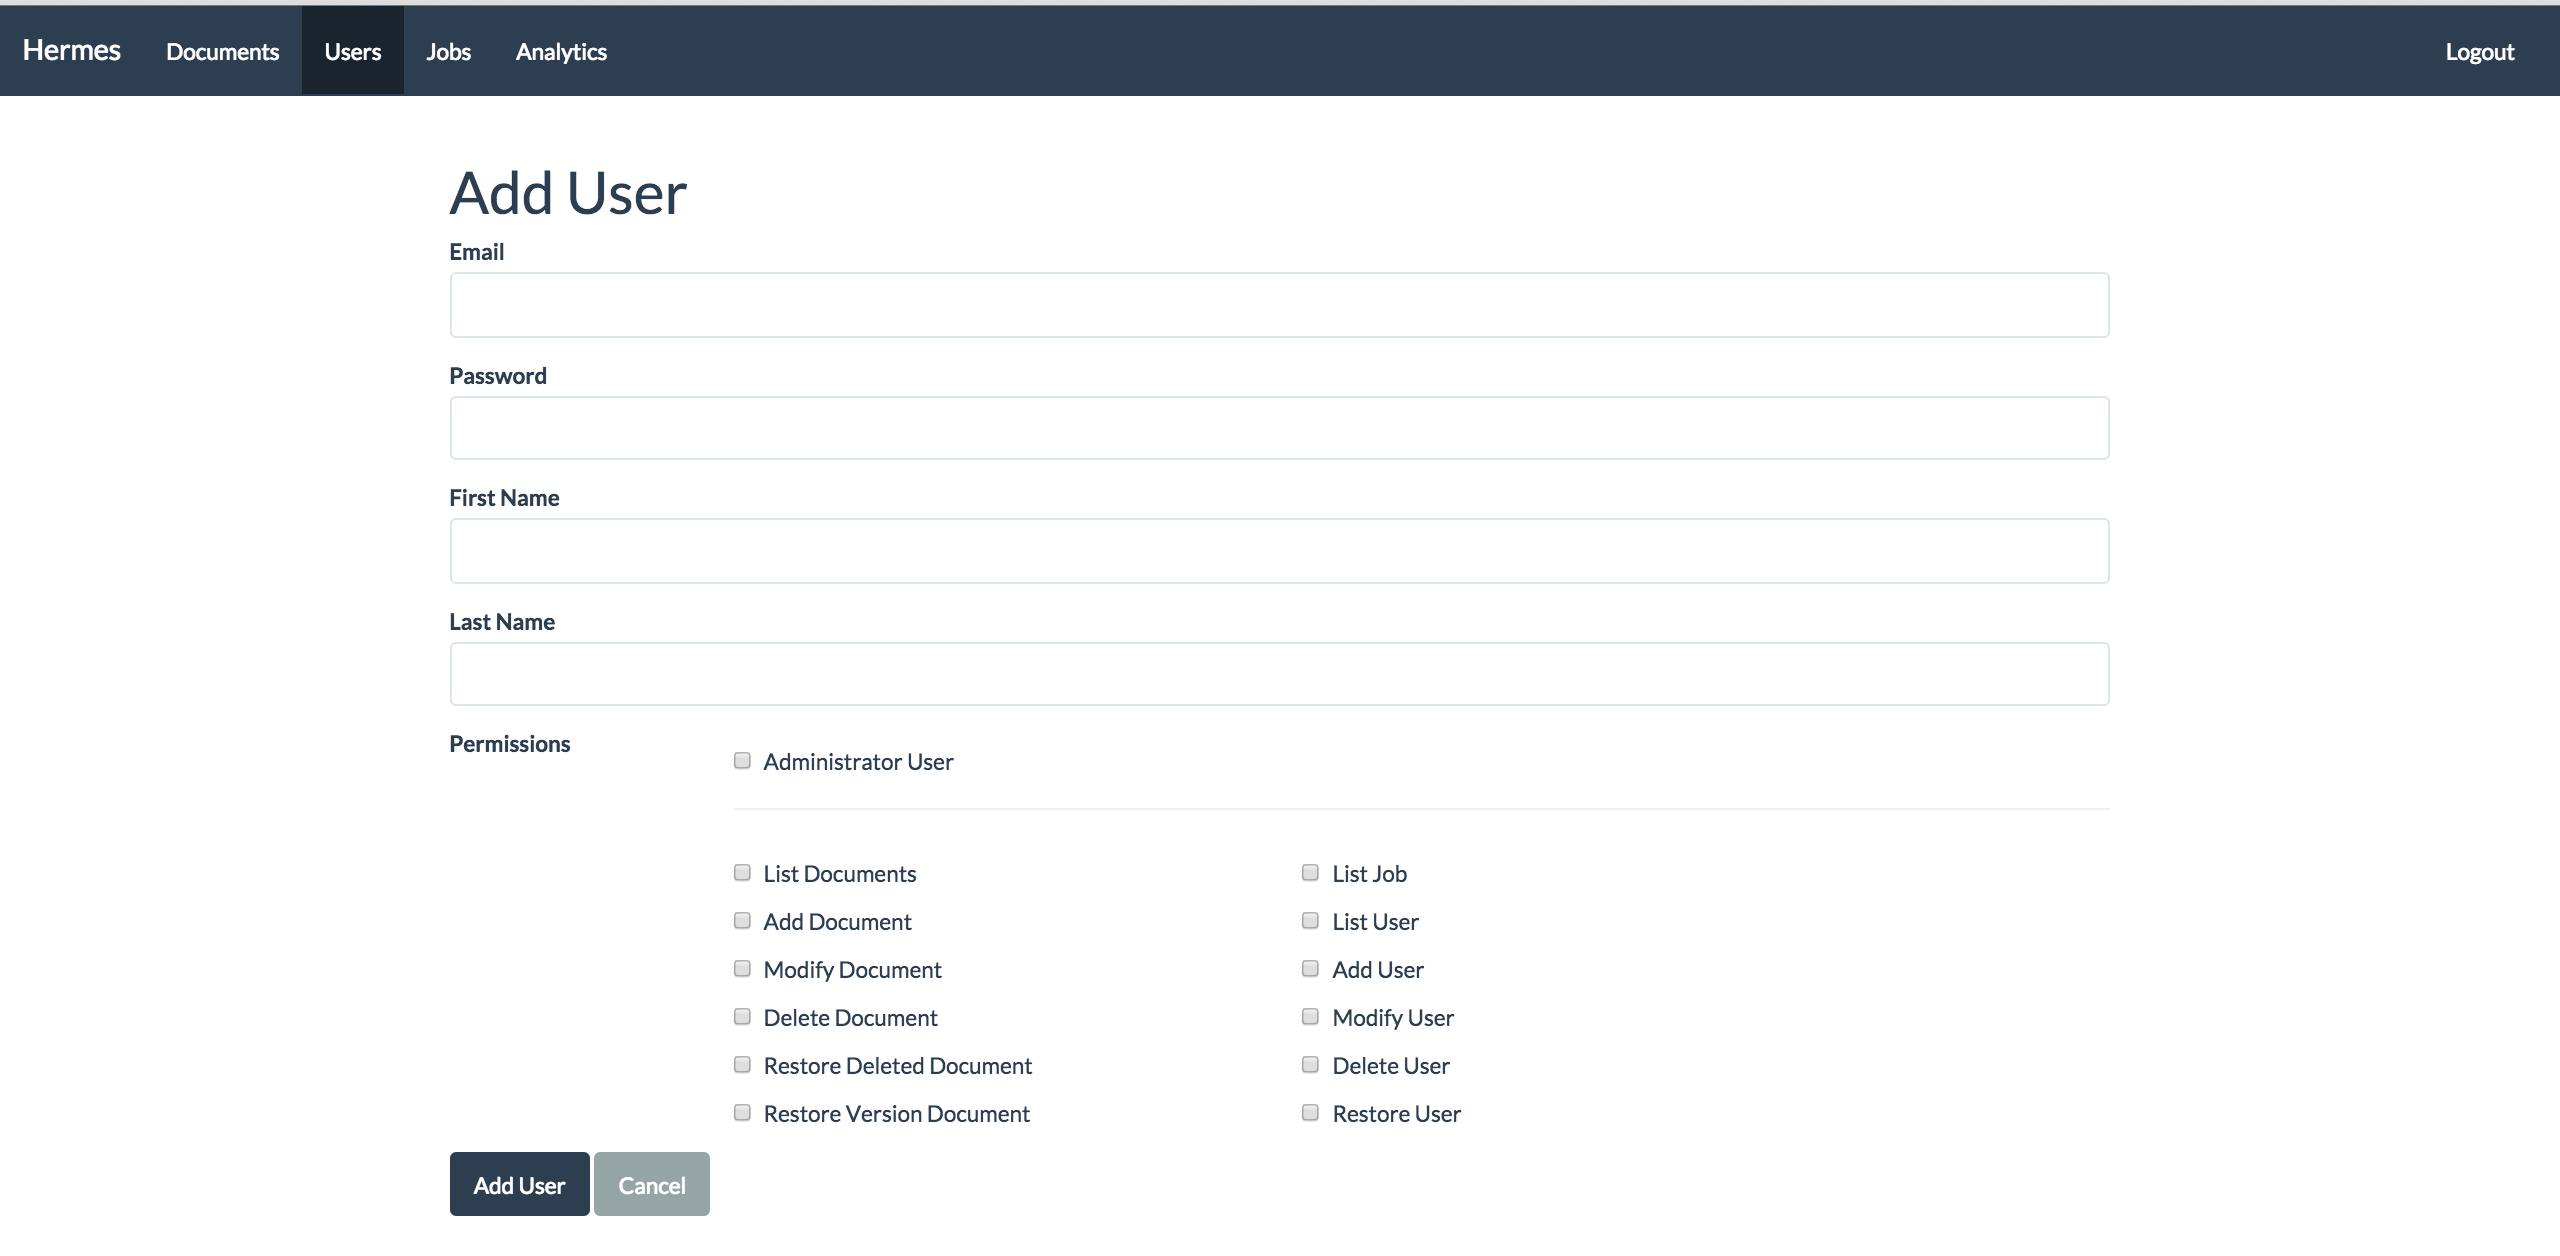 Hermes Documents Users Jobs Analytics Logout
Add User
Email
Password
First Name
Last Name
Permissions
Administrator User
List Documents
Add Document
Modify Document
Delete Document
Restore Deleted Document
Restore Version Document
List Job
List User
Add User
Modify User
Delete User
Restore User
Add User Cancel